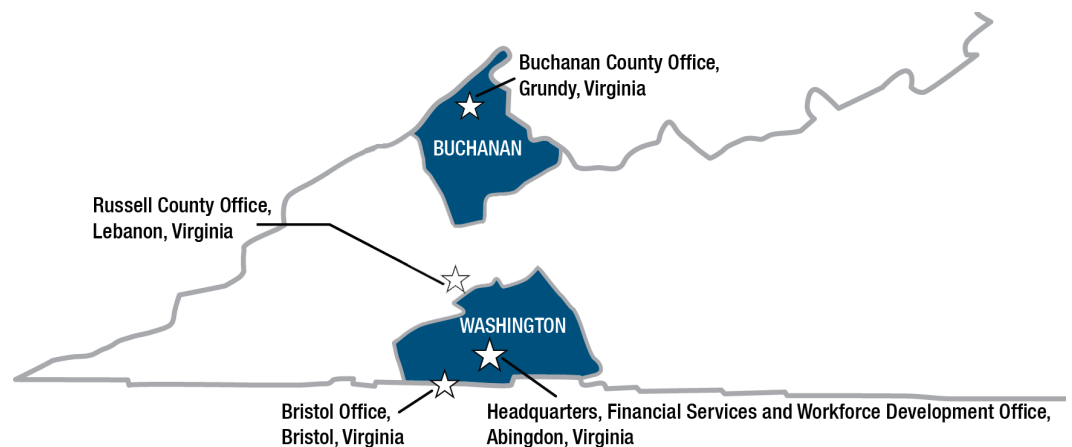 Buchanan County Office,
Grundy, Virginia
BUCHANAN
Russell County Office,
Lebanon, Virginia
WASHINGTON
Bristol Office,
Bristol, Virginia
Headquarters, Financial Services and Workforce Development Office,
Abingdon, Virginia